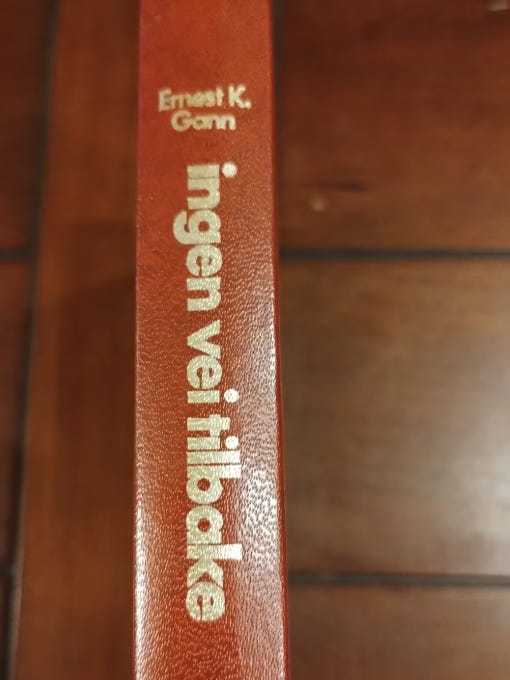 Ernest K.
Gann
ingen vei tilbake